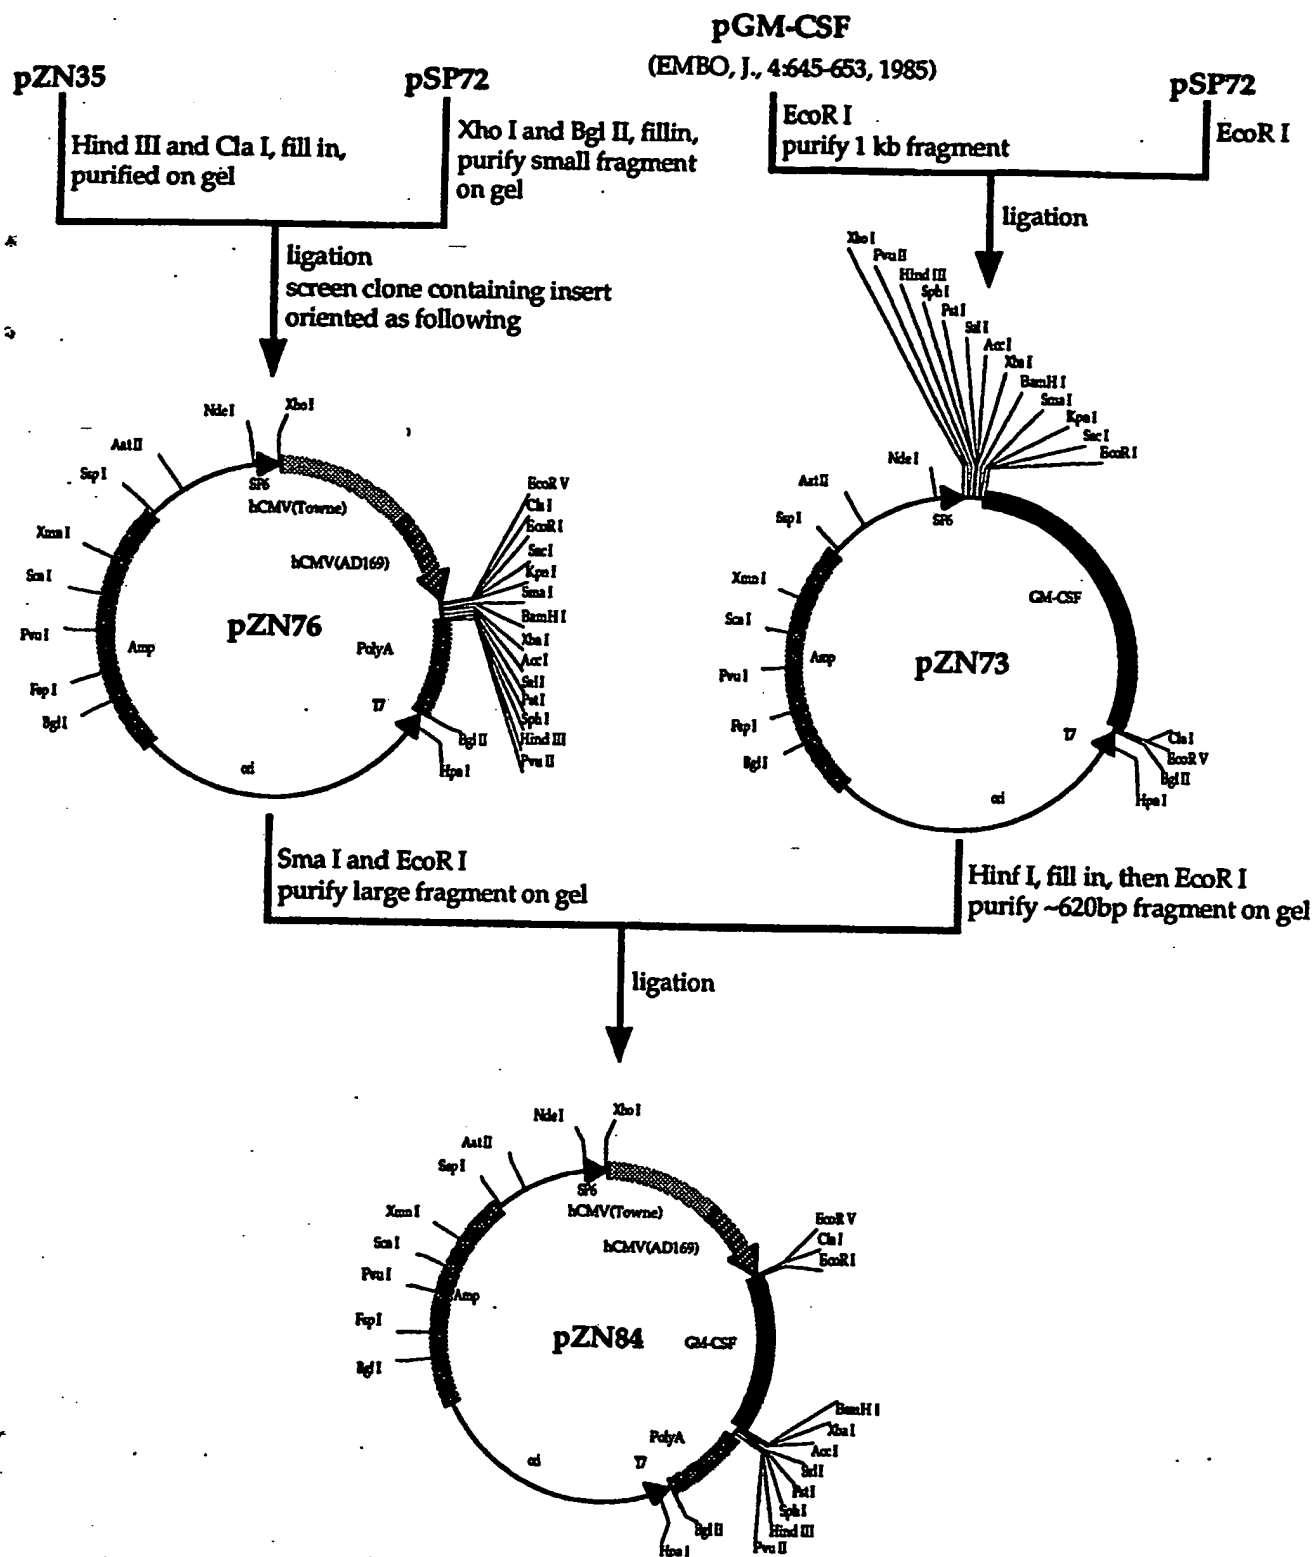 pGM-CSF
(EMBO, J., 4:645-653, 1985)
pZN35
pSP72
pSP72
Hind III and Cla I, fill in,
purified on gel
Xho I and Bgl II, fillin,
purify small fragment
on gel
EcoR I
purify 1 kb fragment
EcoR I
ligation
screen clone containing insert
oriented as following
ligation
Xho I
Pvu II
Hind III
Sph I
Pst I
Sal I
Acc I
Xba I
BamH I
Sma I
Kpn I
Sac I
EcoR I
Nde I
Xho I
Aat II
Ssp I
Xmn I
Sca I
Pvu I
Fsp I
Bgl I
SP6
hCMV(Towne)
hCMV(AD169)
pZN76
Amp
PolyA
T7
ori
EcoR V
Cla I
EcoR I
Sac I
Kpn I
Sma I
BamH I
Xba I
Acc I
Sal I
Pst I
Sph I
Hind III
Pvu II
Bgl II
Hpa I
Nde I
Aat II
Ssp I
Xmn I
Sca I
Pvu I
Fsp I
Bgl I
SP6
GM-CSF
pZN73
Amp
T7
ori
Cla I
EcoR V
Bgl II
Hpa I
Sma I and EcoR I
purify large fragment on gel
Hinf I, fill in, then EcoR I
purify ~620bp fragment on gel
ligation
Nde I
Xho I
Aat II
Ssp I
Xmn I
Sca I
Pvu I
Fsp I
Bgl I
SP6
hCMV(Towne)
hCMV(AD169)
EcoR V
Cla I
EcoR I
Amp
pZN84
GM-CSF
PolyA
T7
ori
BamH I
Xba I
Acc I
Sal I
Pst I
Sph I
Hind III
Pvu II
Bgl II
Hpa I